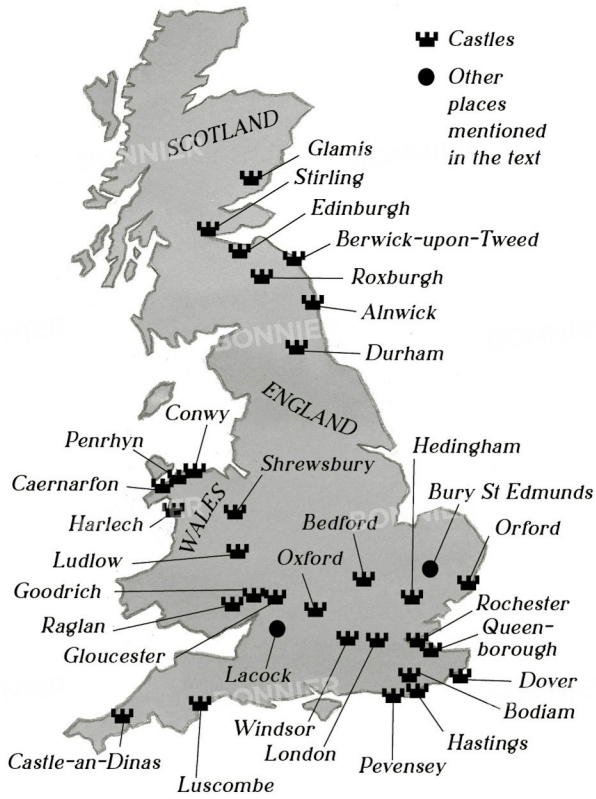 Castles
Other
places
mentioned
in the text
SCOTLAND
Glamis
Stirling
Edinburgh
Berwick-upon-Tweed
Roxburgh
Alnwick
BONNIER
Durham
ENGLAND
Conwy
Penrhyn
Caernarfon
Harlech
WALES
Shrewsbury
Hedingham
Bury St Edmunds
Bedford
Orford
Ludlow
Oxford
Goodrich
Raglan
Gloucester
Rochester
Queen-
borough
Lacock
Dover
Bodiam
BONNIER
Windsor
London
Hastings
Pevensey
Castle-an-Dinas
Luscombe